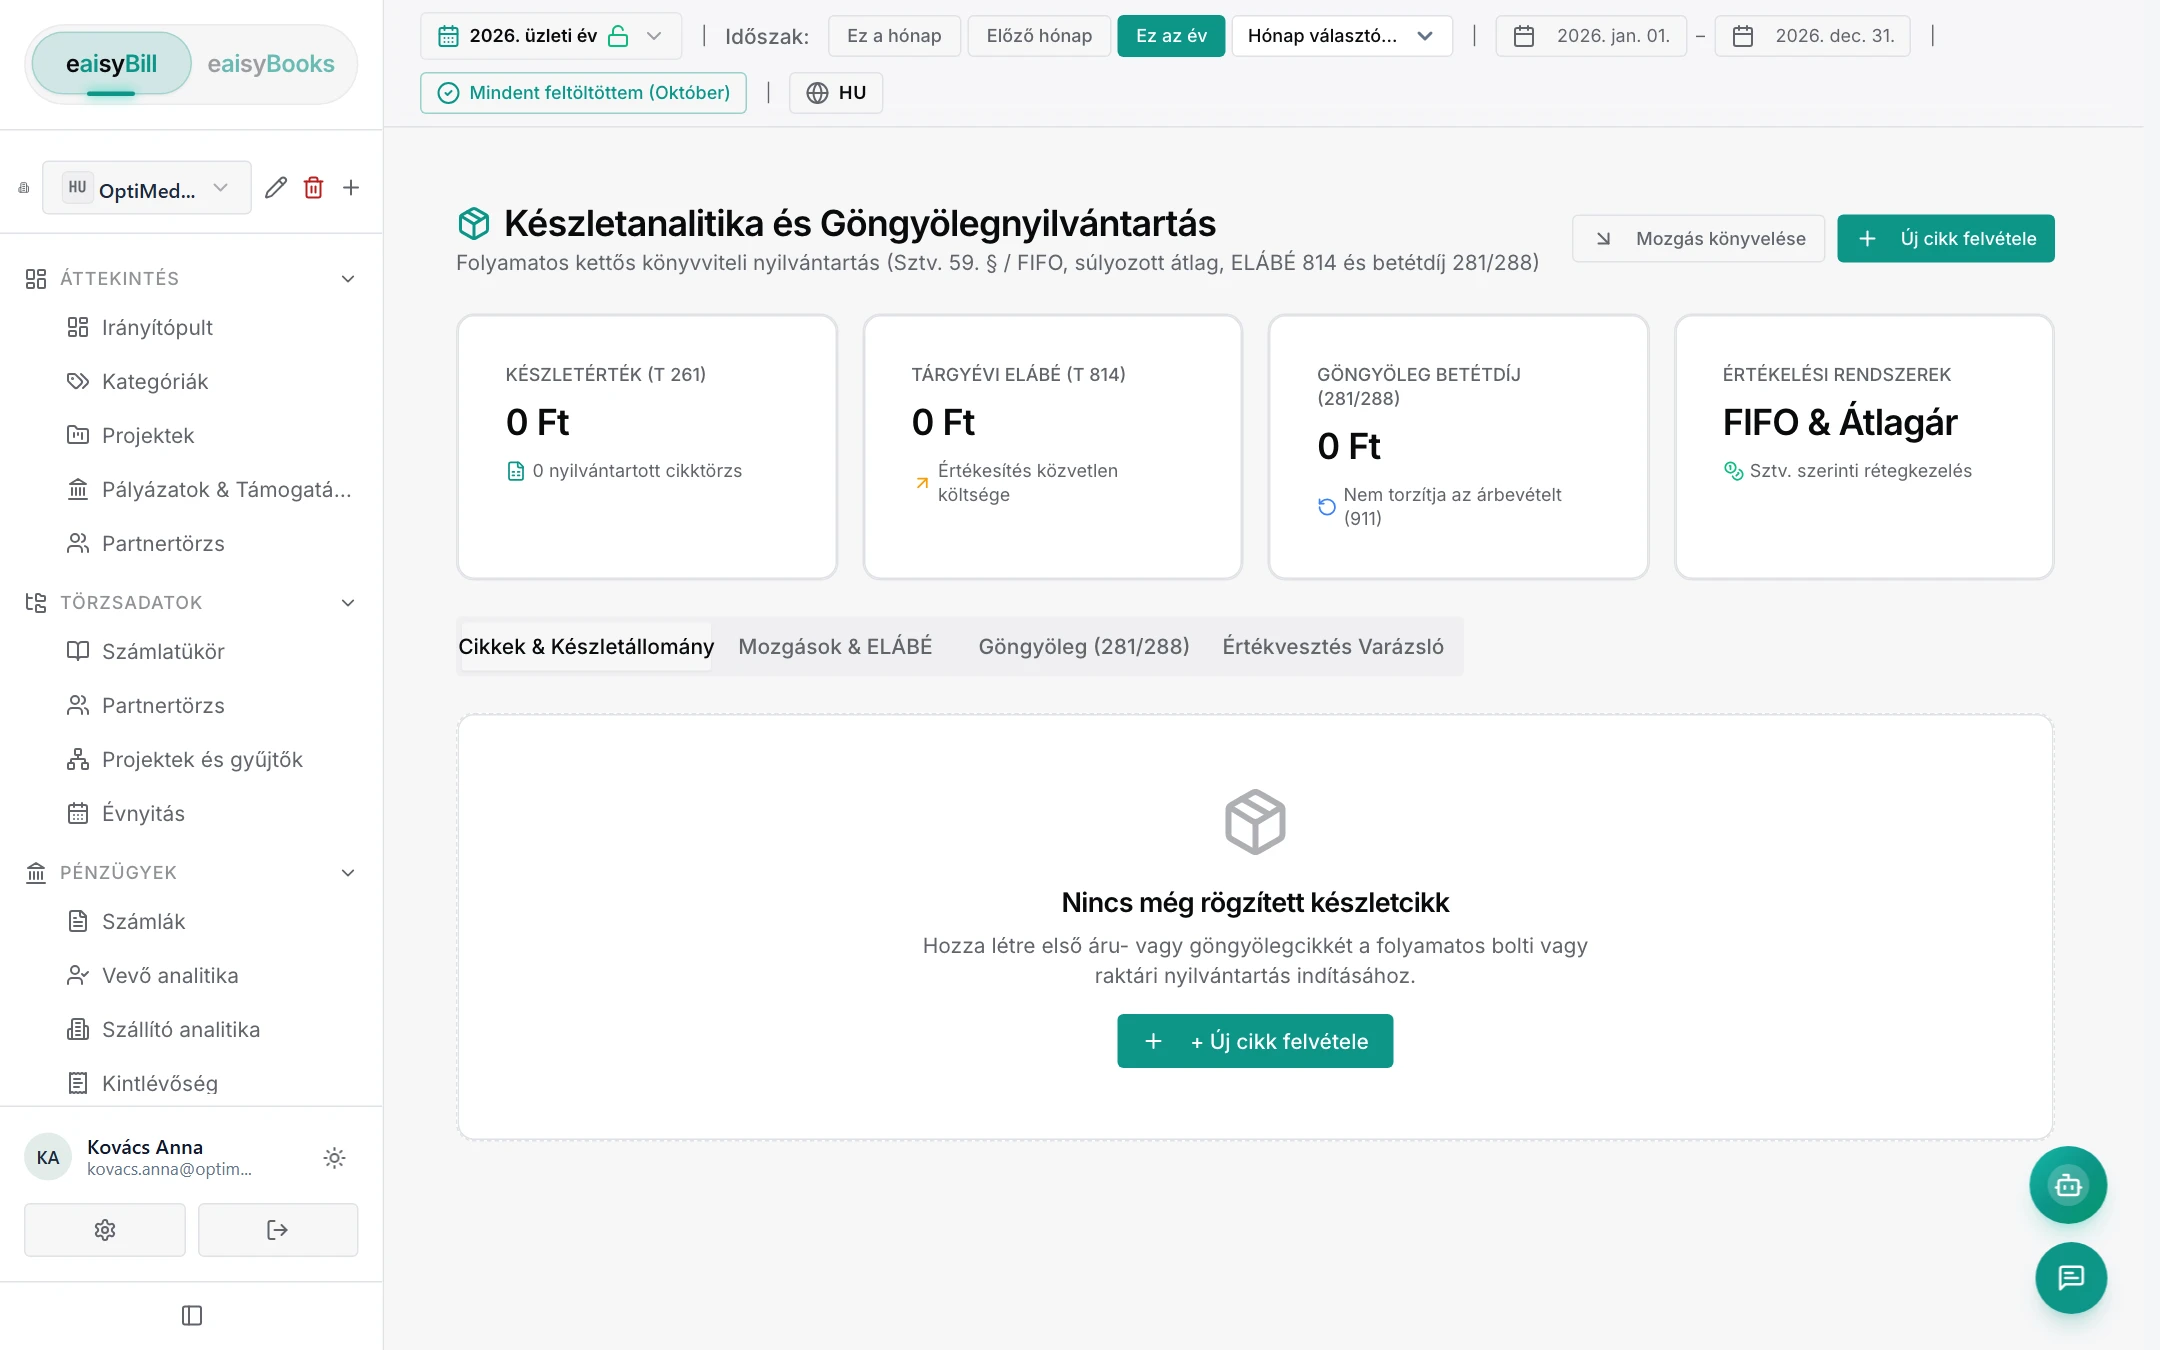 eaisyBill
eaisyBooks
HU OptiMed...
ÁTTEKINTÉS
Irányítópult
Kategóriák
Projektek
Pályázatok & Támogatá...
Partnertörzs
TÖRZSADATOK
Számlatükör
Partnertörzs
Projektek és gyűjtők
Évnyitás
PÉNZÜGYEK
Számlák
Vevő analitika
Szállító analitika
Kintlévőség
KA
Kovács Anna
kovacs.anna@optim...
2026. üzleti év | Időszak: Ez a hónap Előző hónap Ez az év Hónap választó... | 2026. jan. 01. – 2026. dec. 31. |
Mindent feltöltöttem (Október) | HU
Készletanalitika és Göngyölegnyilvántartás
Folyamatos kettős könyvviteli nyilvántartás (Sztv. 59. § / FIFO, súlyozott átlag, ELÁBÉ 814 és betétdíj 281/288)
Mozgás könyvelése
Új cikk felvétele
KÉSZLETÉRTÉK (T 261)
0 Ft
0 nyilvántartott cikktörzs
TÁRGYÉVI ELÁBÉ (T 814)
0 Ft
Értékesítés közvetlen
költsége
GÖNGYÖLEG BETÉTDÍJ
(281/288)
0 Ft
Nem torzítja az árbevételt
(911)
ÉRTÉKELÉSI RENDSZEREK
FIFO & Átlagár
Sztv. szerinti rétegkezelés
Cikkek & Készletállomány Mozgások & ELÁBÉ Göngyöleg (281/288) Értékvesztés Varázsló
Nincs még rögzített készletcikk
Hozza létre első áru- vagy göngyölegcikkét a folyamatos bolti vagy
raktári nyilvántartás indításához.
+ Új cikk felvétele